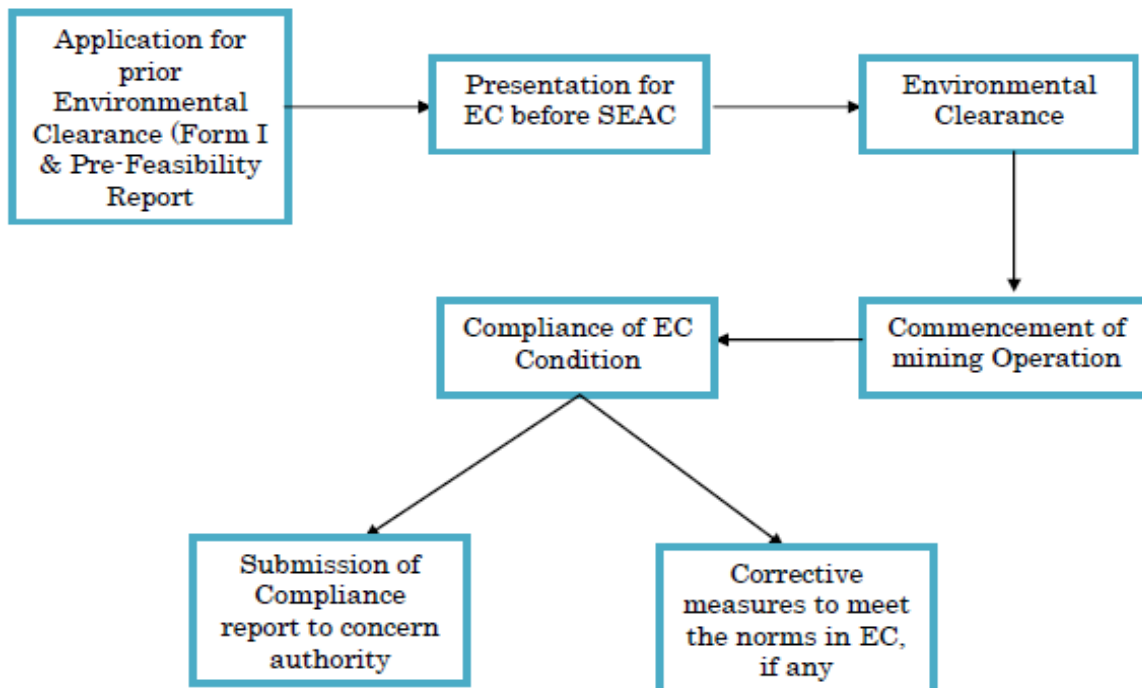 Application for
prior
Environmental
Clearance (Form I
& Pre-Feasibility
Report
Presentation for
EC before SEAC
Environmental
Clearance
Commencement of
mining Operation
Compliance of EC
Condition
Submission of
Compliance
report to concern
authority
Corrective
measures to meet
the norms in EC,
if any